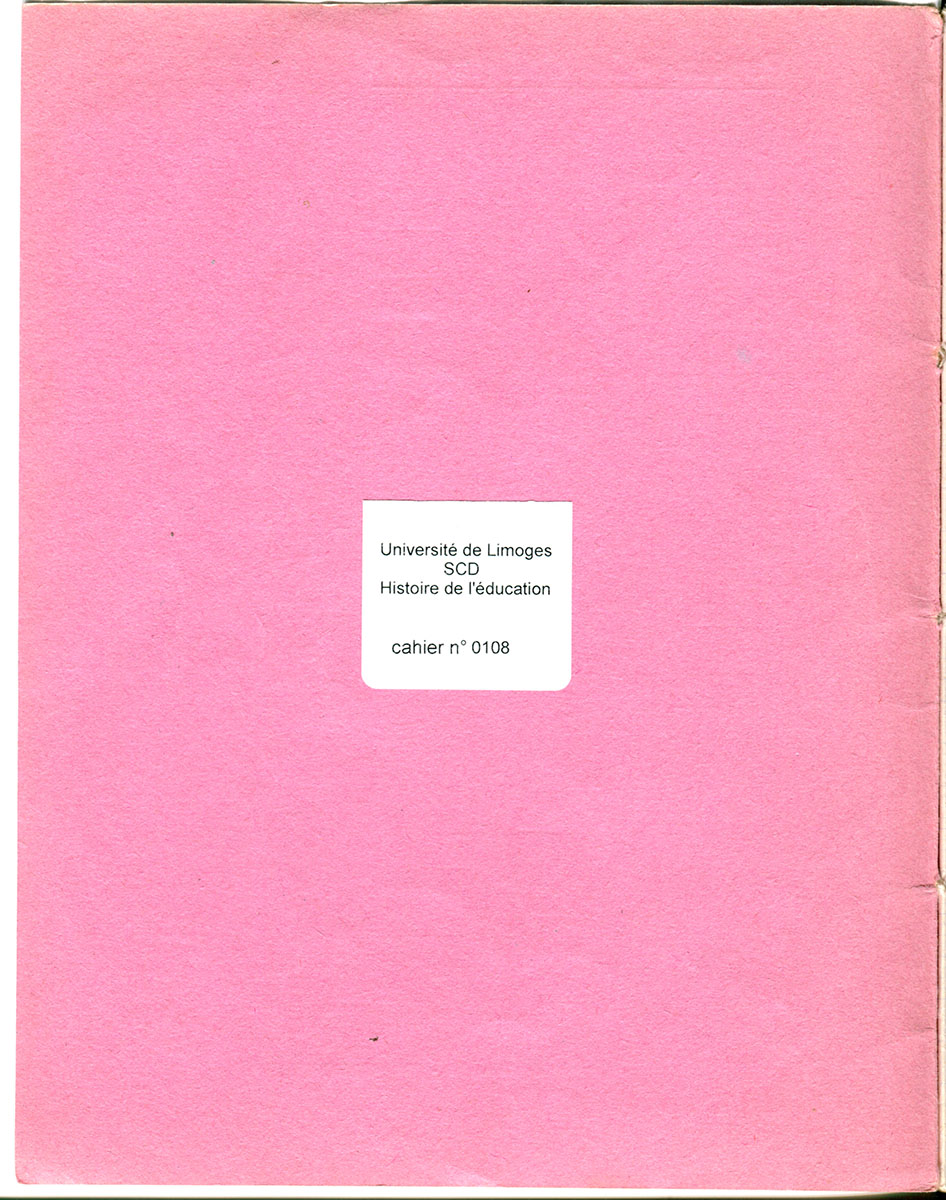 Université de Limoges
SCD
Histoire de l'éducation
cahier n° 0108